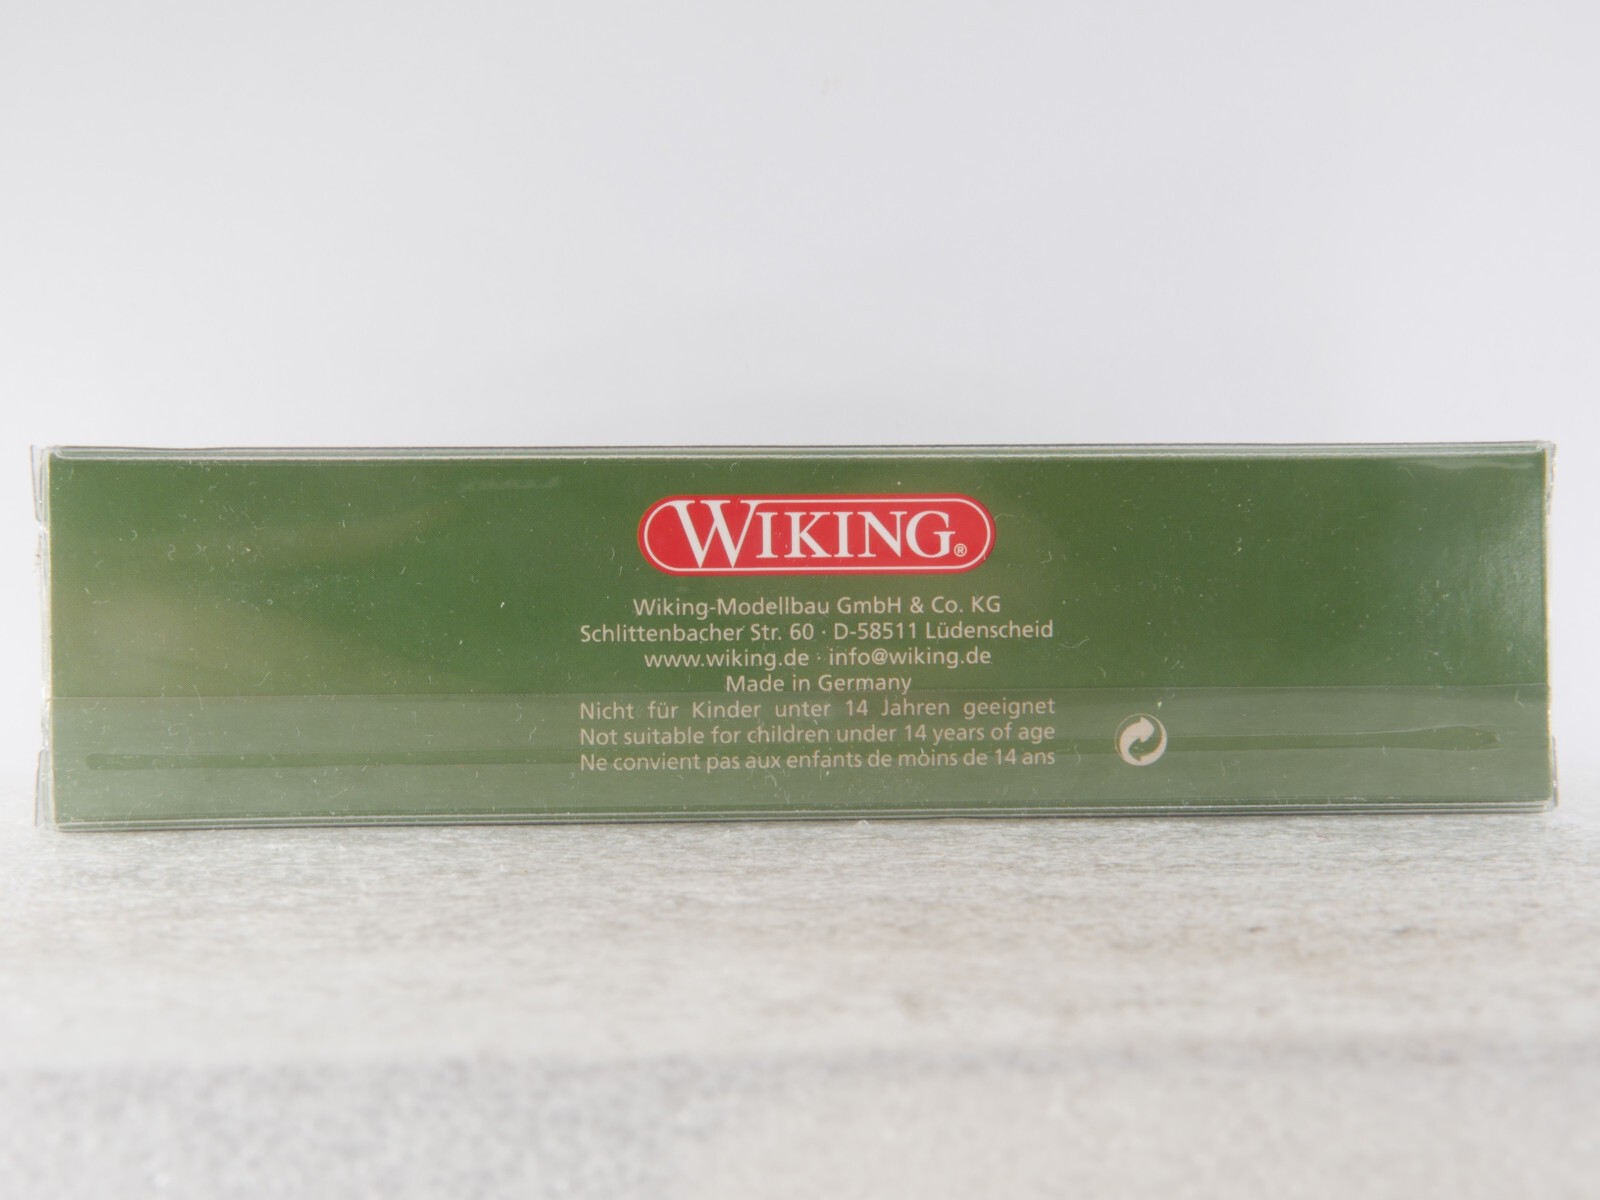 WIKING®
Wiking-Modellbau GmbH & Co. KG
Schlittenbacher Str. 60 · D-58511 Lüdenscheid
www.wiking.de · info@wiking.de
Made in Germany
Nicht für Kinder unter 14 Jahren geeignet
Not suitable for children under 14 years of age
Ne convient pas aux enfants de moins de 14 ans